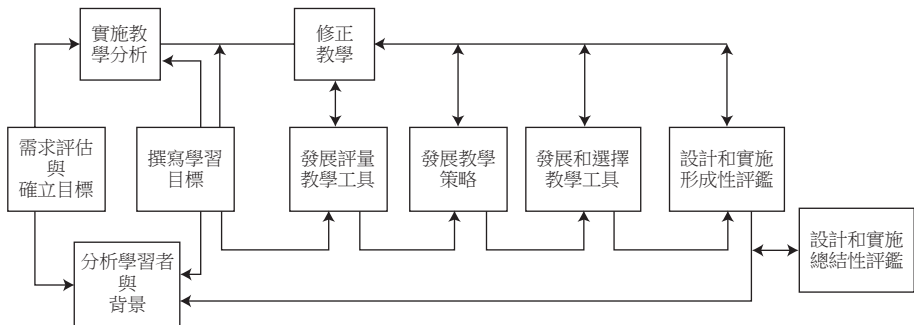 實施教
學分析
修正
教學
需求評估
與
確立目標
撰寫學習
目標
發展評量
教學工具
發展教學
策略
發展和選擇
教學工具
設計和實施
形成性評鑑
分析學習者
與
背景
設計和實施
總結性評鑑